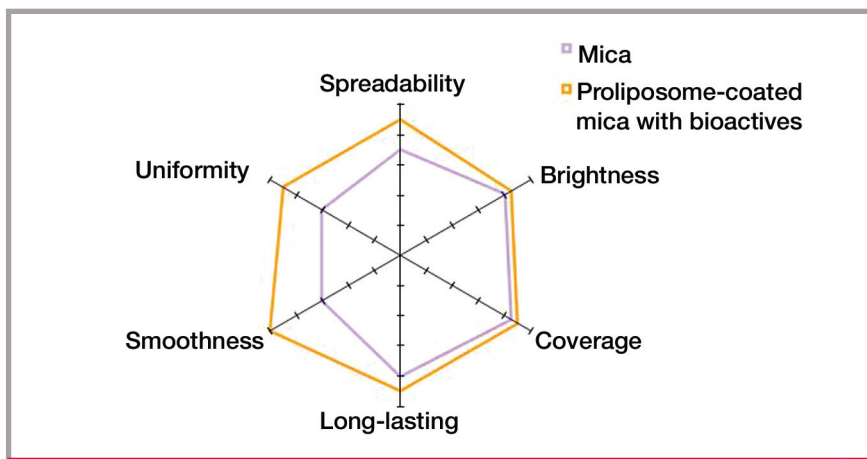 Mica
Proliposome-coated
mica with bioactives
Spreadability
Uniformity
Brightness
Smoothness
Coverage
Long-lasting